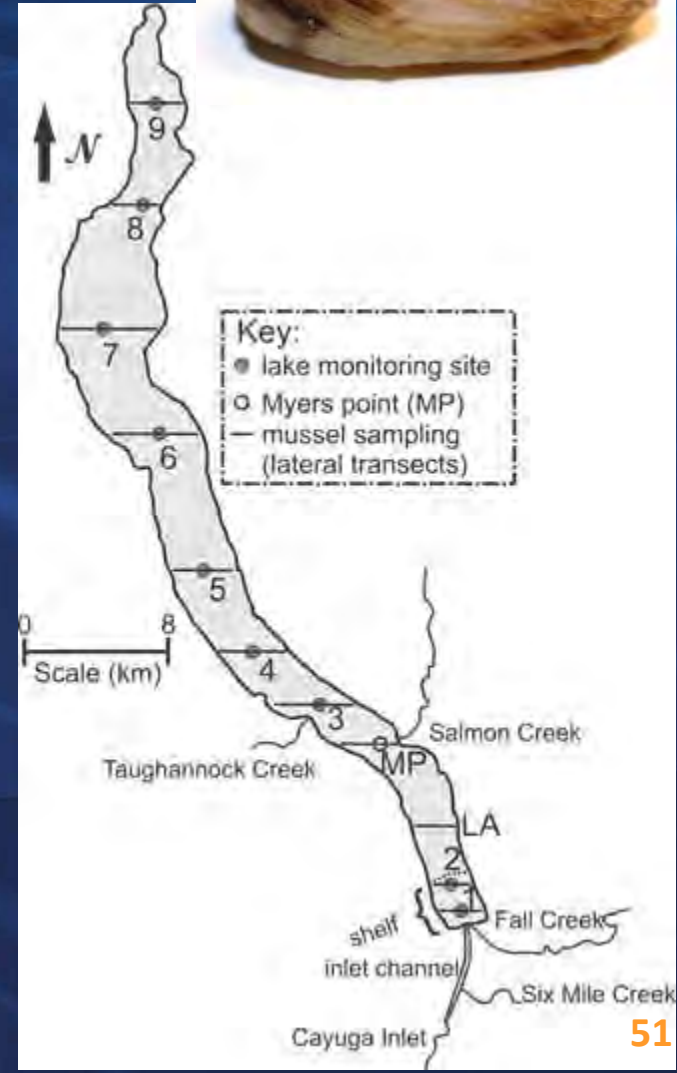 9
N
8
7
Key:
lake monitoring site
Myers point (MP)
mussel sampling
(lateral transects)
6
5
0 8
Scale (km)
4
3
Salmon Creek
Taughannock Creek
MP
LA
2
1
Fall Creek
shelf
inlet channel
Six Mile Creek
Cayuga Inlet
51